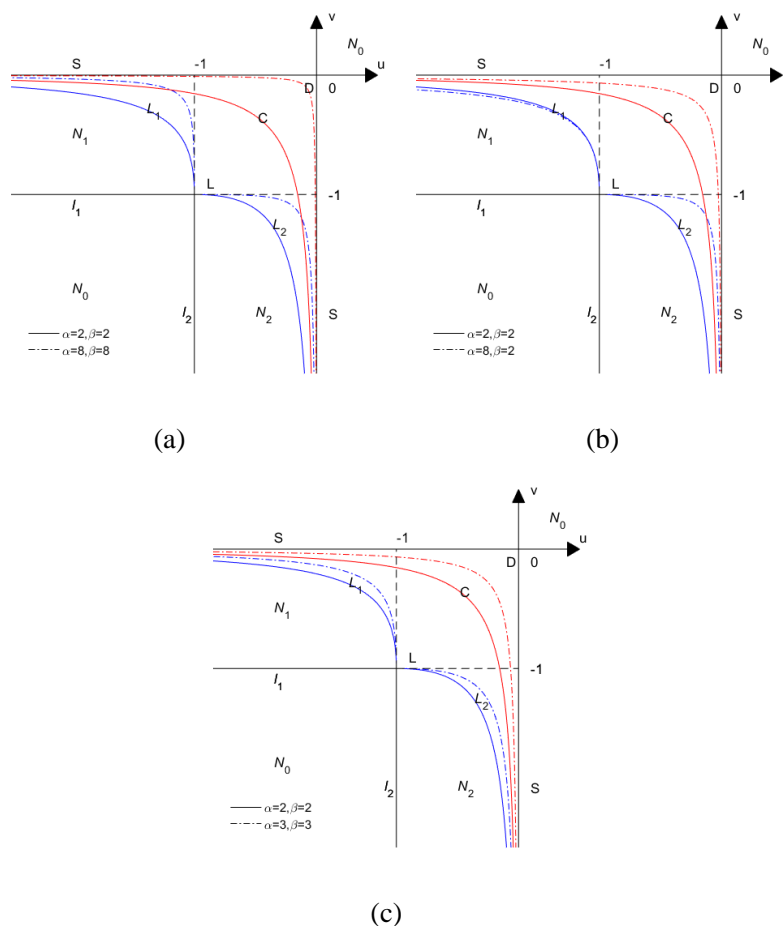 v
N0
S -1 u
D 0
L1 C
N1
L -1
I1
L2
N0
I2 N2 S
α=2,β=2
α=8,β=8
(a)
v
N0
S -1 u
D 0
L1 C
N1
L -1
I1
L2
N0
I2 N2 S
α=2,β=2
α=8,β=2
(b)
v
N0
S -1 u
D 0
L1 C
N1
L -1
I1
L2
N0
I2 N2 S
α=2,β=2
α=3,β=3
(c)